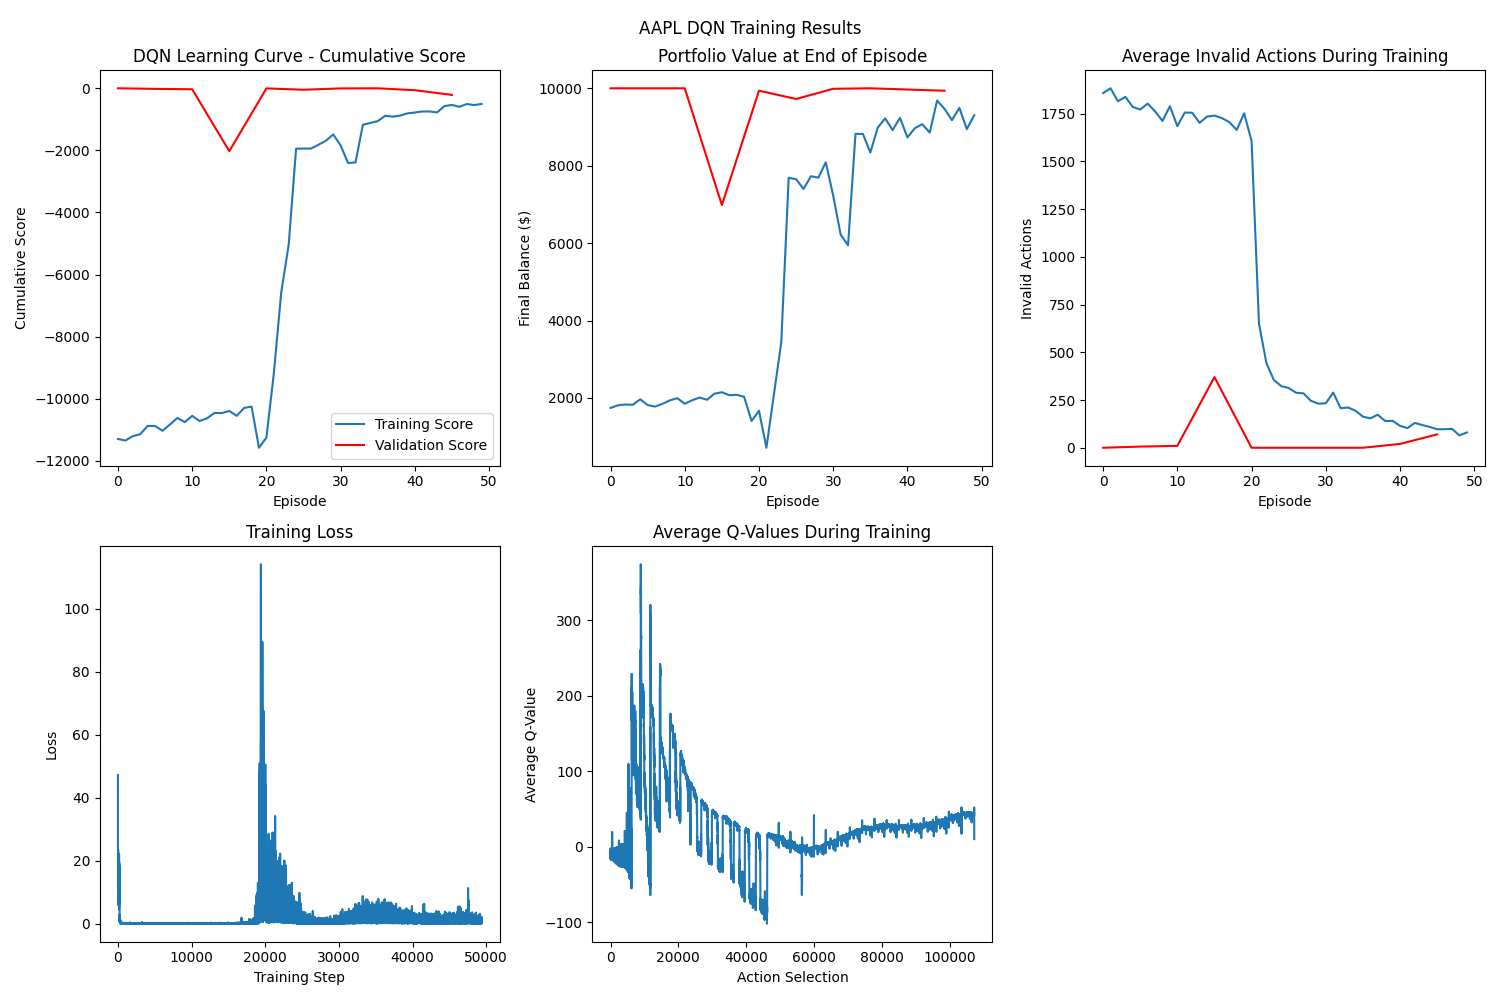 AAPL DQN Training Results
DQN Learning Curve - Cumulative Score
Cumulative Score
0
−2000
−4000
−6000
−8000
−10000
−12000
Training Score
Validation Score
0 10 20 30 40 50
Episode
Portfolio Value at End of Episode
Final Balance ($)
10000
8000
6000
4000
2000
0 10 20 30 40 50
Episode
Average Invalid Actions During Training
Invalid Actions
1750
1500
1250
1000
750
500
250
0
0 10 20 30 40 50
Episode
Training Loss
Loss
100
80
60
40
20
0
0 10000 20000 30000 40000 50000
Training Step
Average Q-Values During Training
Average Q-Value
300
200
100
0
−100
0 20000 40000 60000 80000 100000
Action Selection